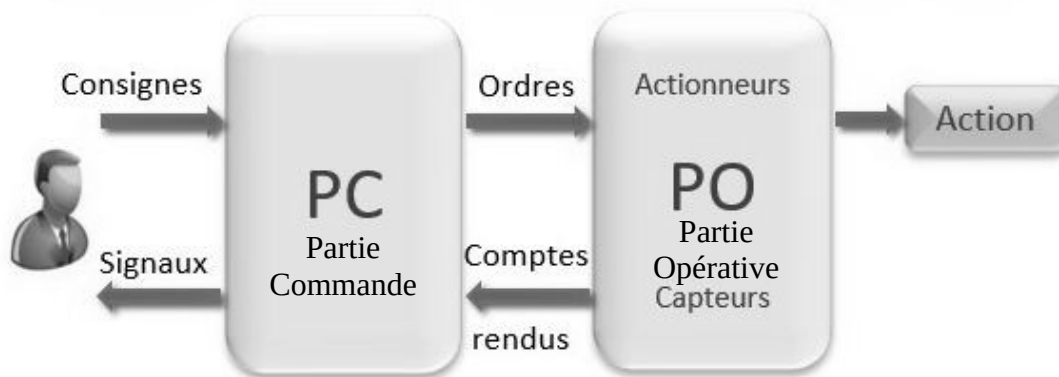 Consignes
Signaux
PC
Partie
Commande
Ordres
Comptes
rendus
Actionneurs
PO
Partie
Opérative
Capteurs
Action